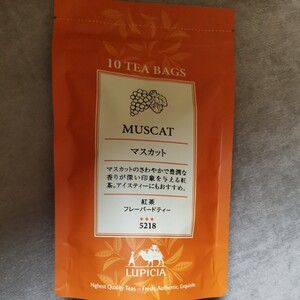 10 TEA BAGS
MUSCAT
マスカット
マスカットのさわやかで豊潤な
香りが深い印象を与える紅
茶。アイスティーにもおすすめ。
紅茶
フレーバードティー
★★★
5218
LUPICIA
Highest Quality Teas – Fresh, Authentic, Exquisite